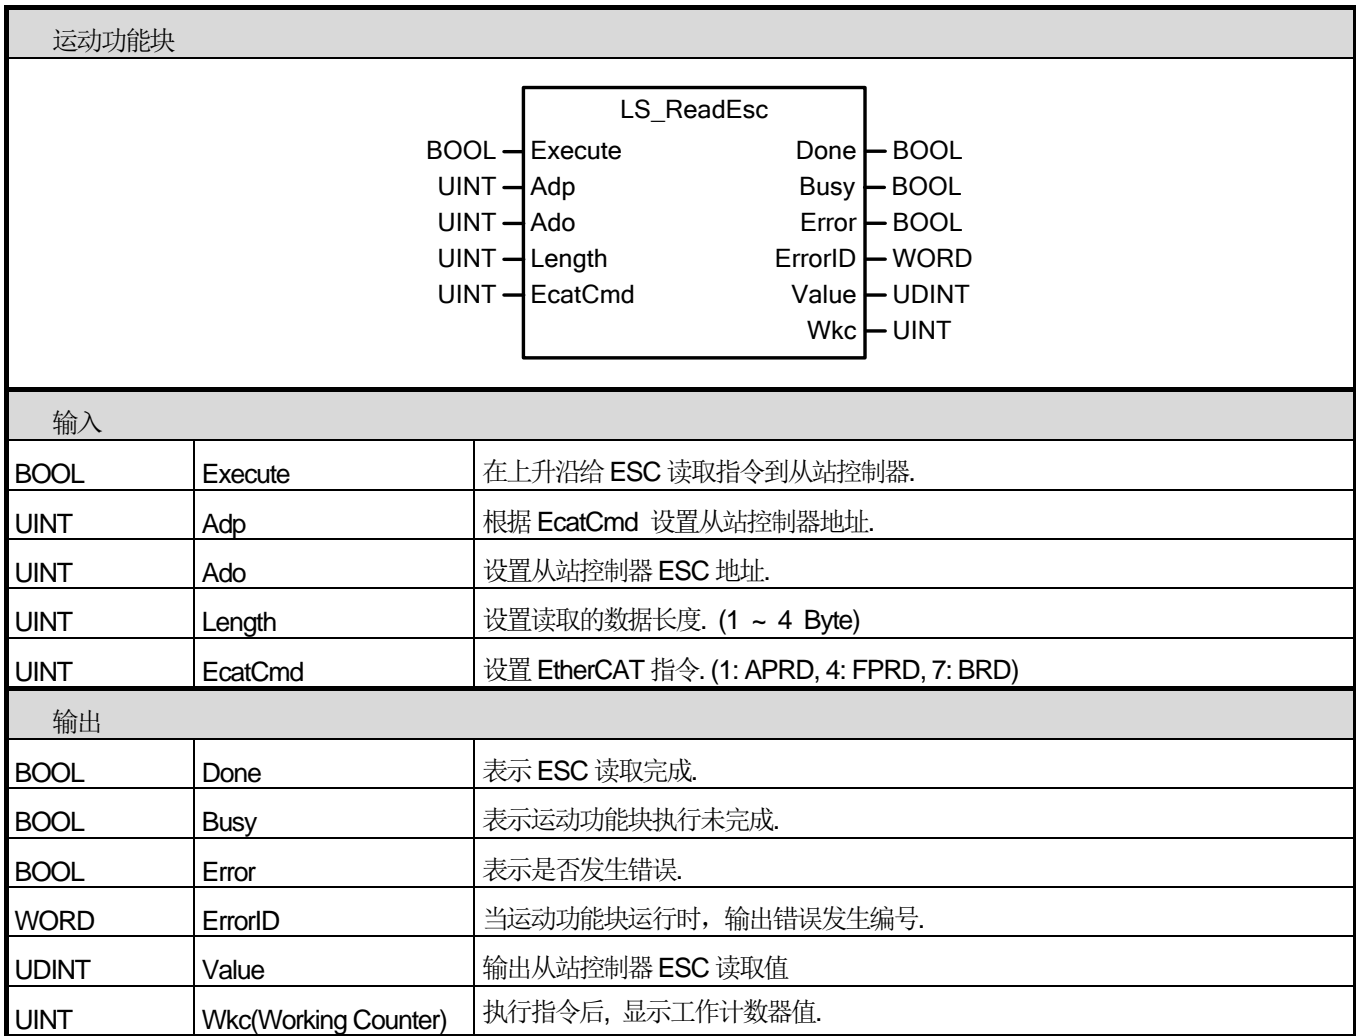 运动功能块
LS_ReadEsc
BOOL Execute Done BOOL
UINT Adp Busy BOOL
UINT Ado Error BOOL
UINT Length ErrorID WORD
UINT EcatCmd Value UDINT
Wkc UINT
输入
BOOL Execute 在上升沿给 ESC 读取指令到从站控制器.
UINT Adp 根据 EcatCmd 设置从站控制器地址.
UINT Ado 设置从站控制器 ESC 地址.
UINT Length 设置读取的数据长度. (1 ~ 4 Byte)
UINT EcatCmd 设置 EtherCAT 指令. (1: APRD, 4: FPRD, 7: BRD)
输出
BOOL Done 表示 ESC 读取完成.
BOOL Busy 表示运动功能块执行未完成.
BOOL Error 表示是否发生错误.
WORD ErrorID 当运动功能块运行时，输出错误发生编号.
UDINT Value 输出从站控制器 ESC 读取值
UINT Wkc(Working Counter) 执行指令后, 显示工作计数器值.